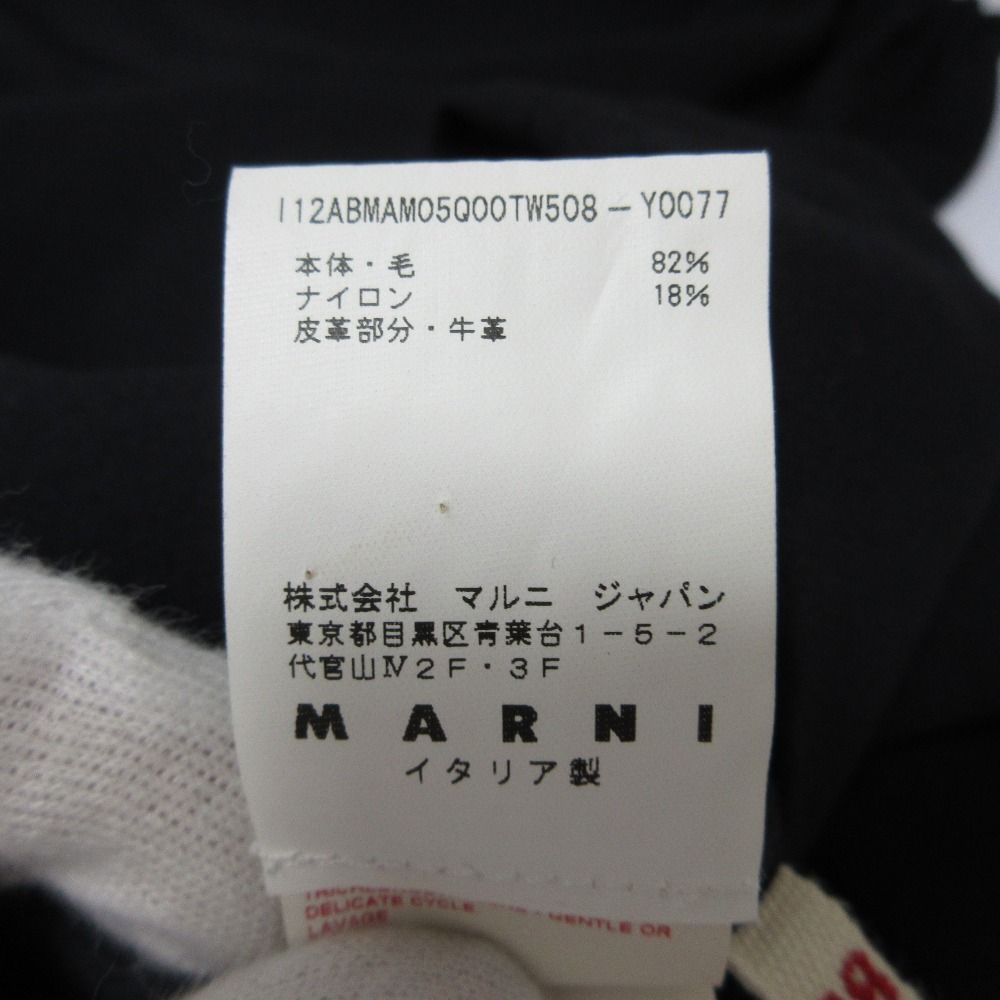 I12ABMAM05Q00TW508-Y0077
本体・毛 82%
ナイロン 18%
皮革部分・牛革
株式会社 マルニ ジャパン
東京都目黒区青葉台1-5-2
代官山Ⅳ2F・3F
MARNI
イタリア製
DELICATE CYCLE GENTLE OR
LAVAGE